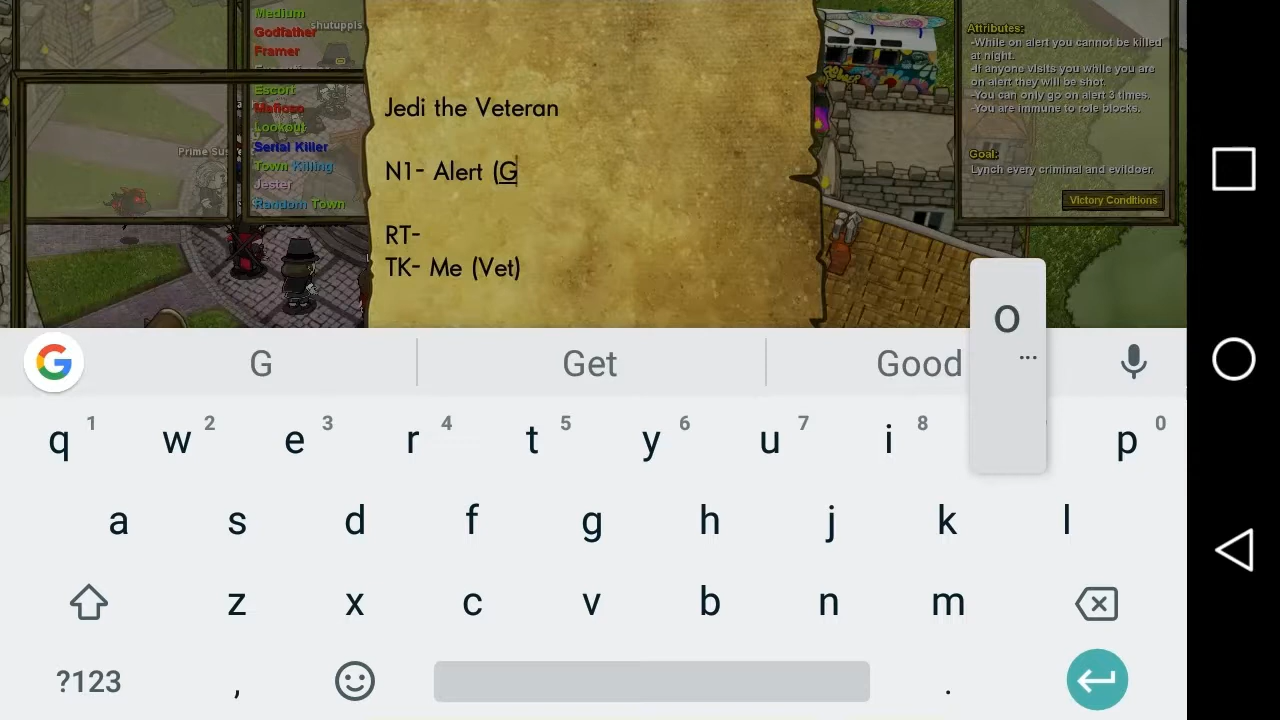 Medium
shutuppls
Godfather
Framer
Escort
Mafioso
Lookout
Serial Killer
Town Killing
Jester
Random Town
Prime Su
Jedi the Veteran
N1- Alert (G
RT-
TK- Me (Vet)
Attributes:
-While on alert you cannot be killed
at night.
-If anyone visits you while you are
on alert they will be shot.
-You can only go on alert 3 times.
-You are immune to role blocks.
Goal:
Lynch every criminal and evildoer.
Victory Conditions
G
G
Get
Good
o
...
q 1 w 2 e 3 r 4 t 5 y 6 u 7 i 8 p 0
a s d f g h j k l
z x c v b n m
?123 , .